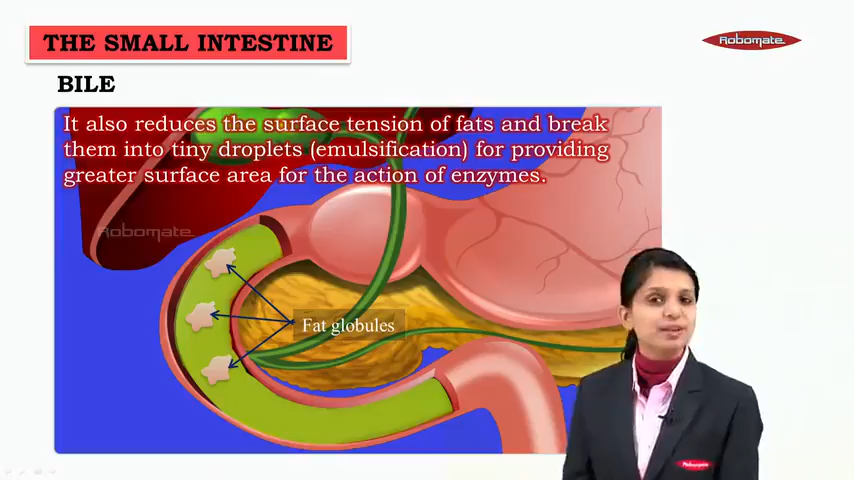 THE SMALL INTESTINE
Robomate
BILE
It also reduces the surface tension of fats and break
them into tiny droplets (emulsification) for providing
greater surface area for the action of enzymes.
Robomate
Fat globules
Robomate